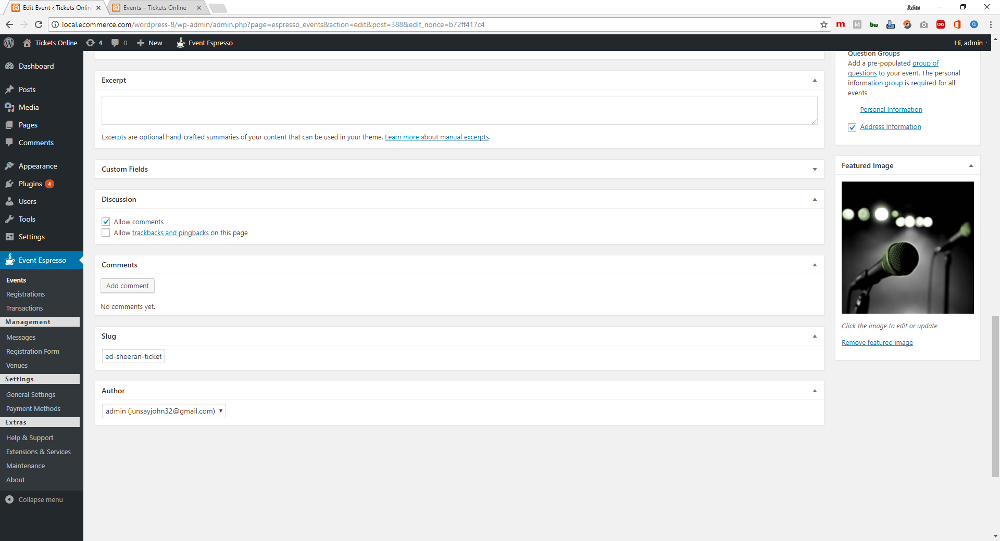 Edit Event ‹ Tickets Onlin
Events – Tickets Online
John
local.ecommerce.com/wordpress-8/wp-admin/admin.php?page=espresso_events&action=edit&post=388&edit_nonce=b72ff417c4
m
M
bw
CORS
Tickets Online
4
0
New
Event Espresso
Hi, admin
Dashboard
Posts
Media
Pages
Comments
Appearance
Plugins 4
Users
Tools
Settings
Event Espresso
Events
Registrations
Transactions
Management
Messages
Registration Form
Venues
Settings
General Settings
Payment Methods
Extras
Help & Support
Extensions & Services
Maintenance
About
Collapse menu
Excerpt
Excerpts are optional hand-crafted summaries of your content that can be used in your theme. Learn more about manual excerpts.
Custom Fields
Discussion
Allow comments
Allow trackbacks and pingbacks on this page
Comments
Add comment
No comments yet.
Slug
ed-sheeran-ticket
Author
admin (junsayjohn32@gmail.com)
Question Groups
Add a pre-populated group of
questions to your event. The personal
information group is required for all
events
Personal Information
Address Information
Featured Image
Click the image to edit or update
Remove featured image